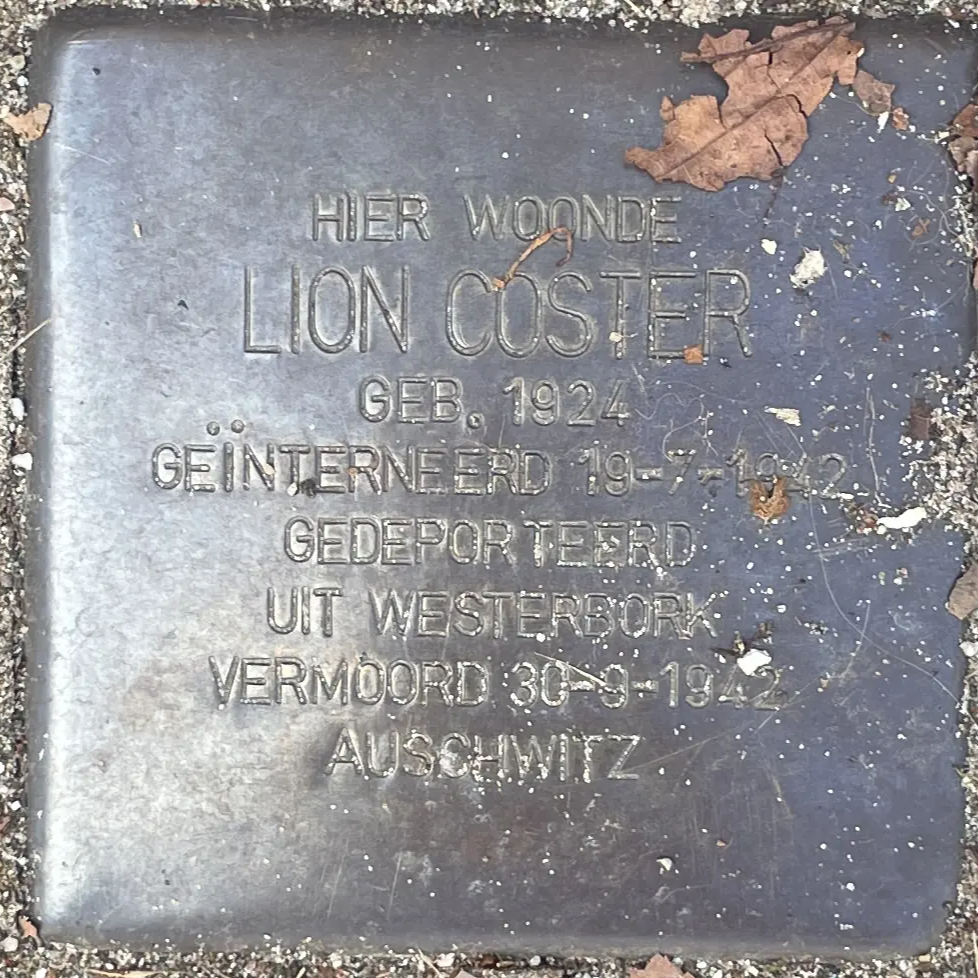 HIER WOONDE
LION COSTER
GEB. 1924
GEÏNTERNEERD 19-7-1942
GEDEPORTEERD
UIT WESTERBORK
VERMOORD 30-9-1942
AUSCHWITZ